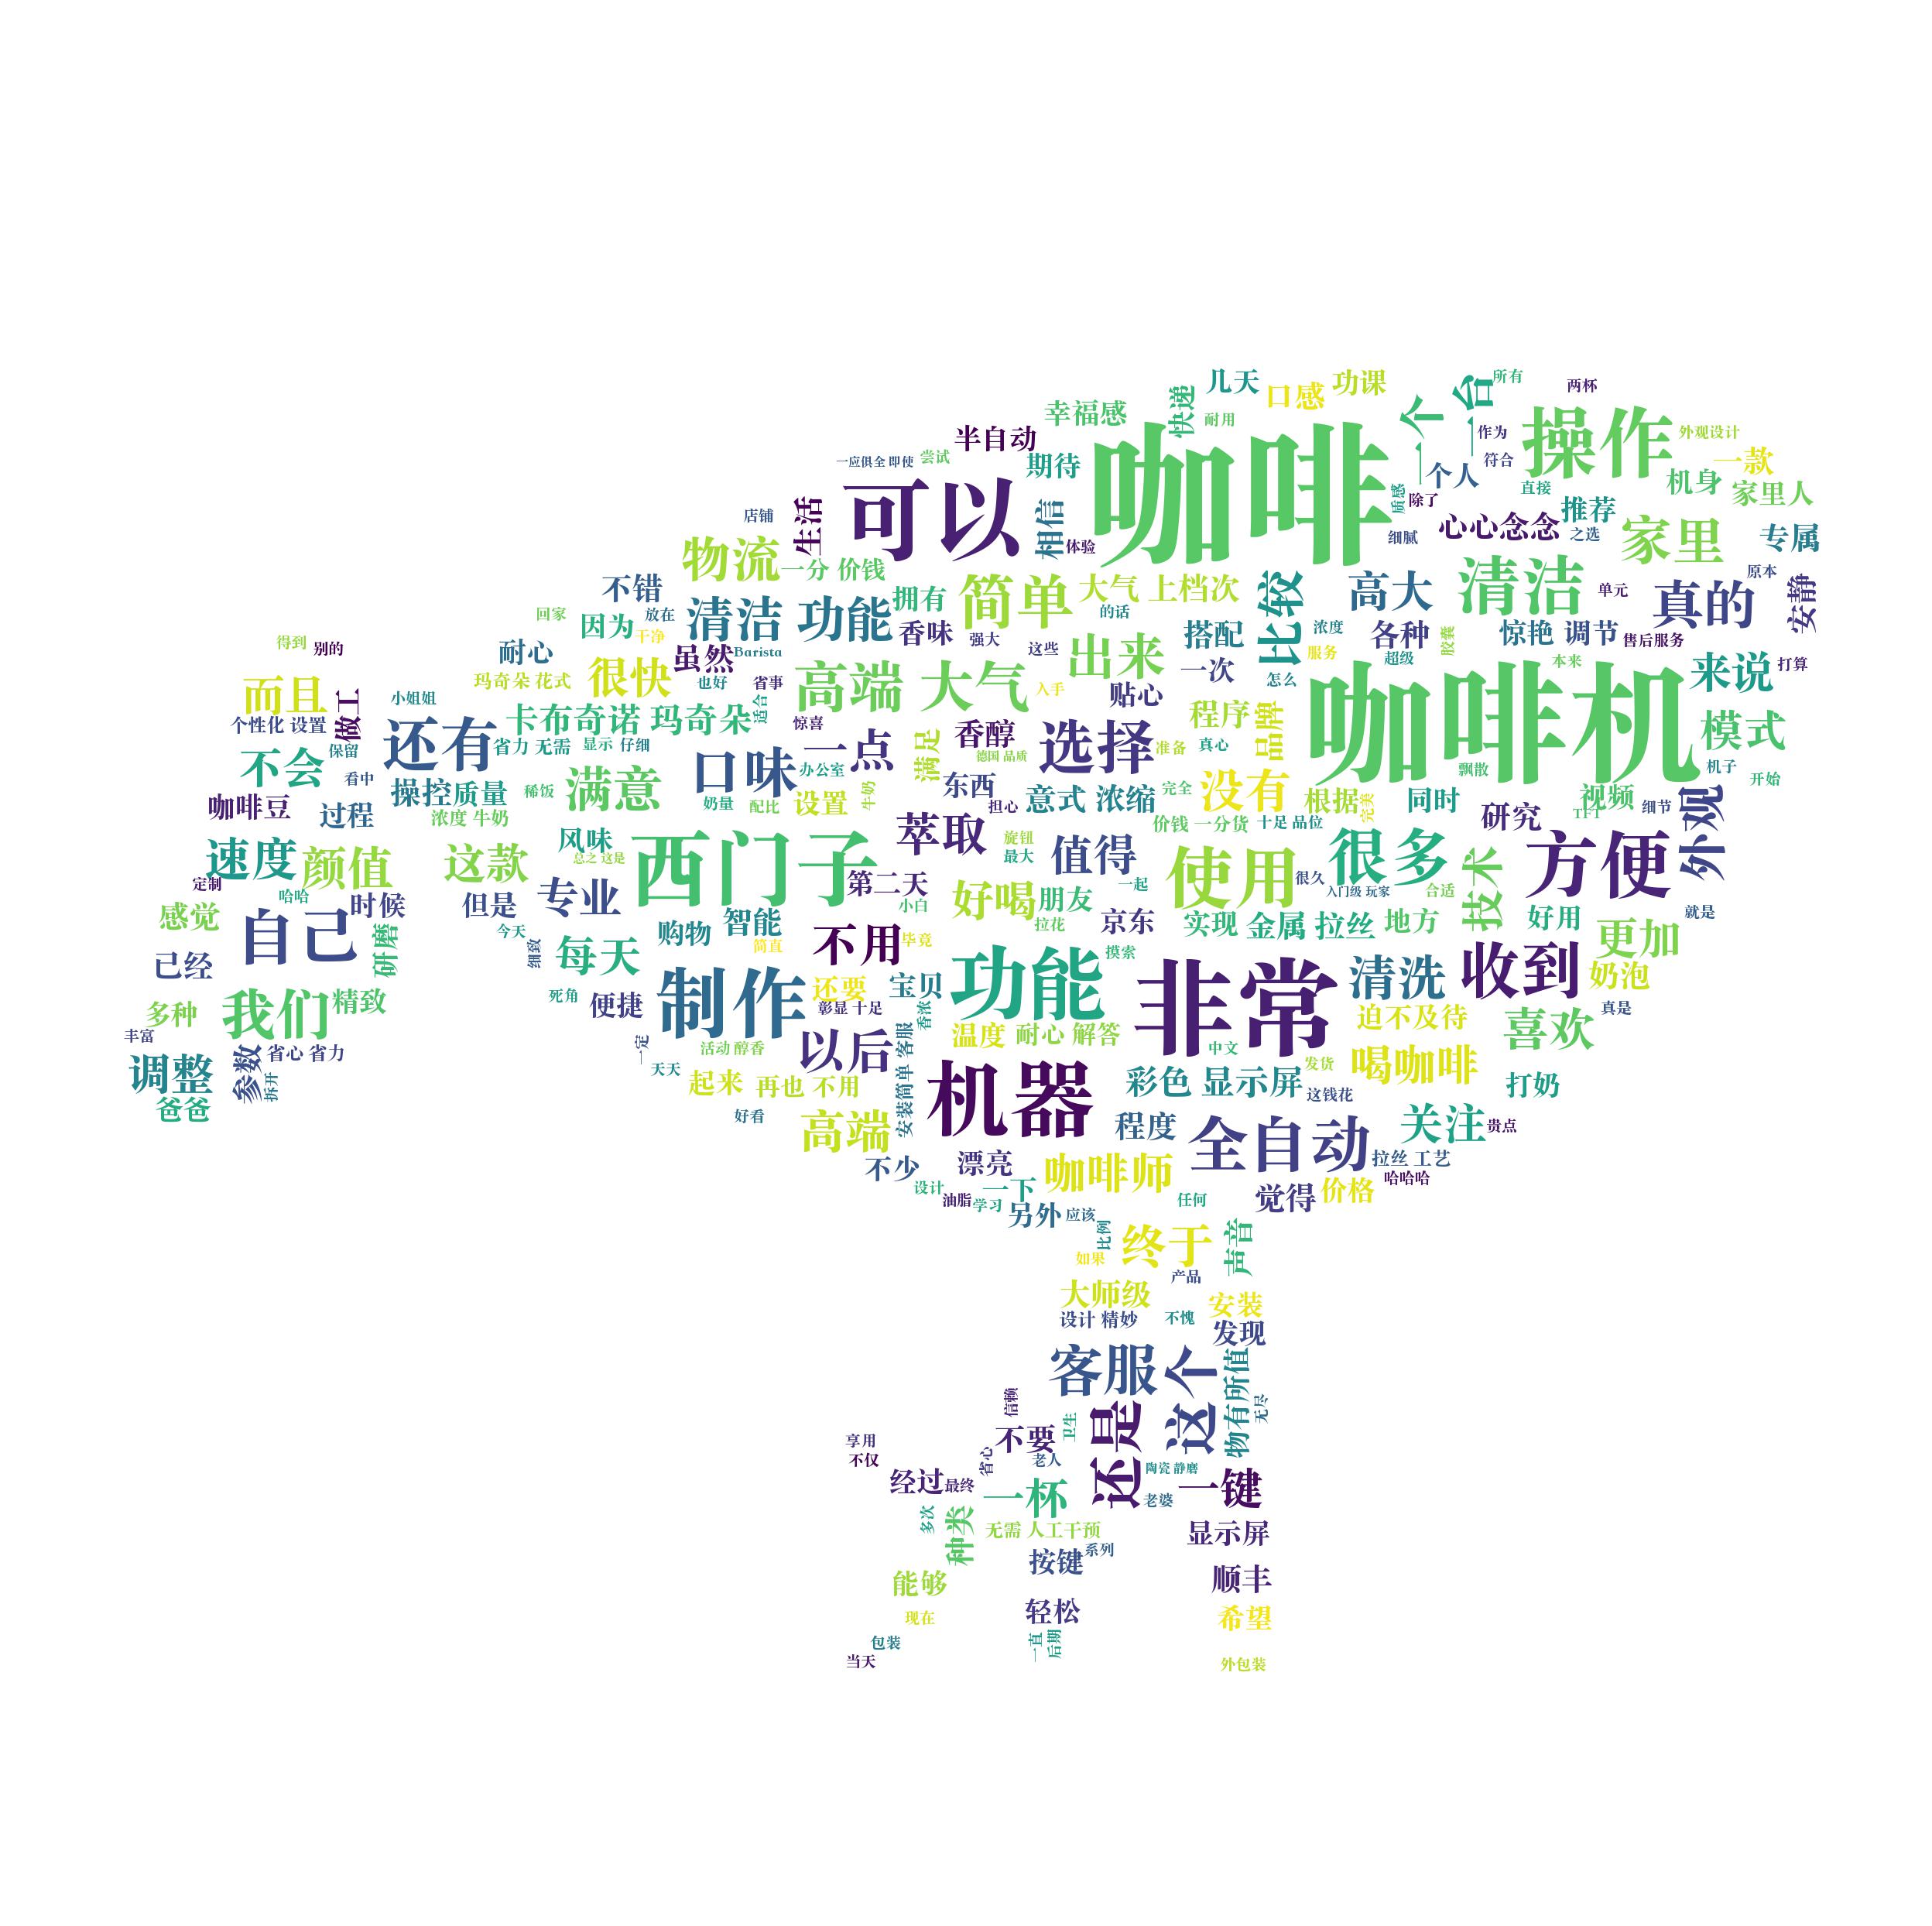 几天 口感 功课 一个 一台 所有 两杯
幸福感 快递 耐用
半自动 咖啡 操作 作为 外观设计
一应俱全 即使 尝试 期待 个人 符合 一款
可以 质感 直接 机身 家里人
店铺 生活 相信 除了 心心念念 推荐 家里 专属
物流 一分 价钱 体验 细腻 之选
不错 清洁 功能 拥有 简单 大气 上档次 比较 高大 清洁 单元 真的 原本 安静
回家 放在 的话
得到 别的 因为 干净 香味 强大 这些 出来 搭配 浓度 各种 胶囊 惊艳 调节 售后服务
耐心 虽然 Barista 服务 超级 本来 来说 打算
而且 玛奇朵 花式 很快 也好 省事 高端 大气 入手 贴心 一次 怎么 咖啡机
做工 小姐姐
个性化 设置 还有 卡布奇诺 玛奇朵 适合 惊喜 香醇 选择 程序 品牌 模式
保留 省力 无需 显示 仔细 一点 满足 德国 品质 准备 真心
不会 看中 口味 办公室 飘散 机子 开始
操控质量 稀饭 满意 奶量 配比 设置 牛奶 东西 意式 浓缩 完全 没有 根据 完美 同时 视频 细节
咖啡豆 过程 浓度 牛奶 担心 研究 TFT 外观
风味 西门子 萃取 旋钮 价钱 一分货 十足 品位
速度 颜值 这款 总之 这是 最大 值得 使用 很多 方便
定制 哈哈 第二天 一起 很久 入门级 玩家 合适
感觉 自己 时候 但是 专业 小白 好喝 朋友 技术 就是
研磨 今天 购物 智能 不用 毕竟 拉花 京东 实现 金属 拉丝 地方 好用 更加
已经 细致 每天 简直 功能 摸索 非常 清洗 收到 奶泡
多种 我们 精致 死角 便捷 制作 还要 宝贝 真是
丰富 彰显 十足 香浓 温度 耐心 解答 迫不及待 喜欢
参数 省心 省力 一定 活动 醇香 以后 安装简单 客服 中文 发货 喝咖啡
调整 拆开 天天 起来 再也 不用 机器 彩色 显示屏 这钱花 打奶
爸爸 好看 高端 程度 全自动 关注 贵点
不少 漂亮 咖啡师 拉丝 工艺
设计 油脂 学习 一下 任何 觉得 价格 哈哈哈
另外 应该
比例 终于 声音
如果 产品
大师级 安装
设计 精妙 不愧 发现
客服 这个 物有所值
信赖 无尽
享用 不要 卫生 还是
不仅 省心 老人
经过 最终 陶瓷 静磨 一键
一杯 老婆
多次 种类 无需 人工干预 显示屏
按键 系列
能够 顺丰
现在 轻松 希望
包装 一直 后期
当天 外包装